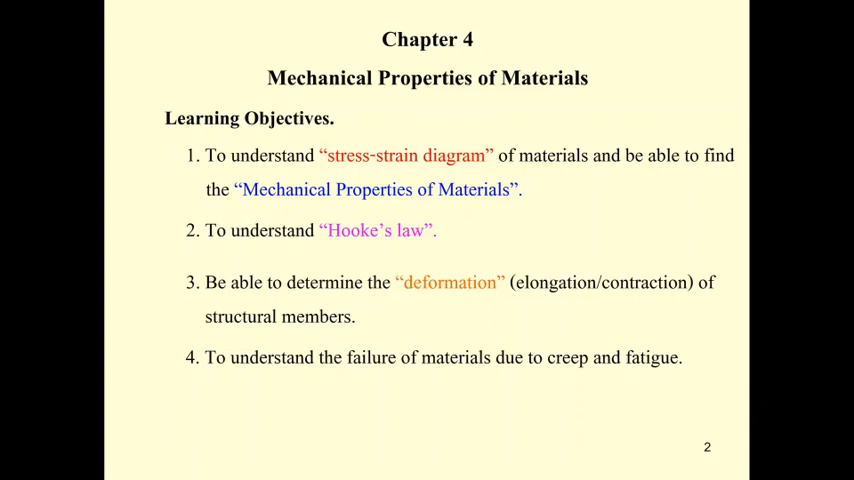 Chapter 4
Mechanical Properties of Materials
Learning Objectives.
1. To understand “stress-strain diagram” of materials and be able to find
the “Mechanical Properties of Materials”.
2. To understand “Hooke’s law”.
3. Be able to determine the “deformation” (elongation/contraction) of
structural members.
4. To understand the failure of materials due to creep and fatigue.
2